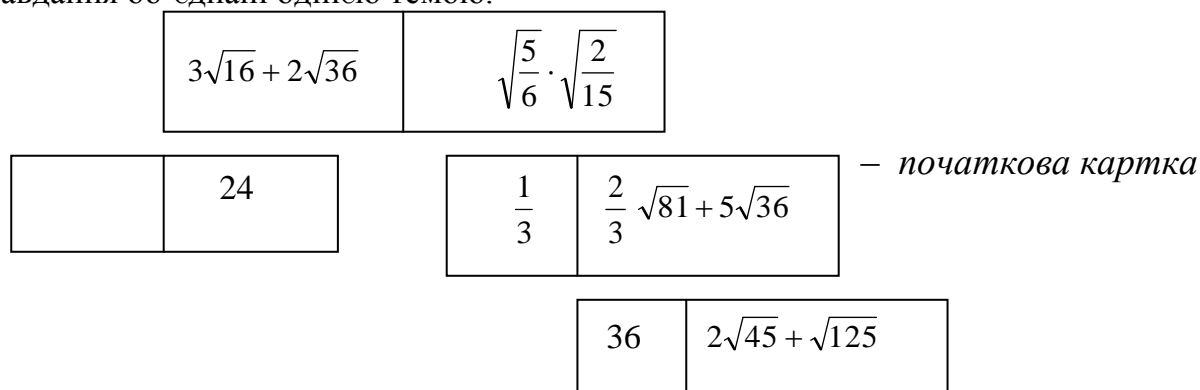 об'єднані однією темою.
3√16 + 2√36 √(5/6) · √(2/15)
24 1/3 2/3 √81 + 5√36 – початкова картка
36 2√45 + √125